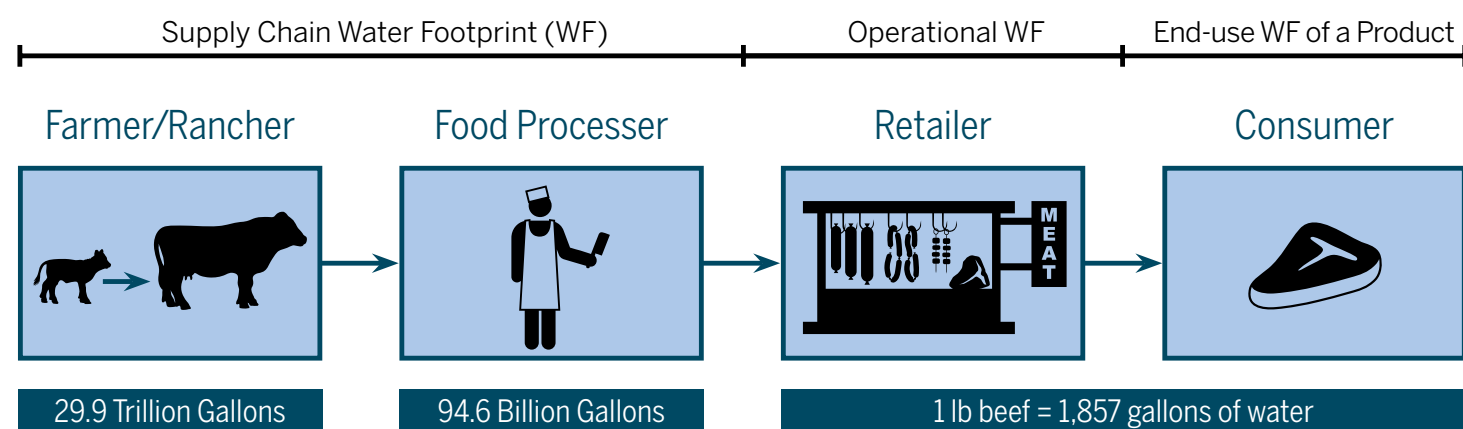 Supply Chain Water Footprint (WF)
Operational WF
End-use WF of a Product
Farmer/Rancher
Food Processer
Retailer
Consumer
MEAT
29.9 Trillion Gallons
94.6 Billion Gallons
1 lb beef = 1,857 gallons of water